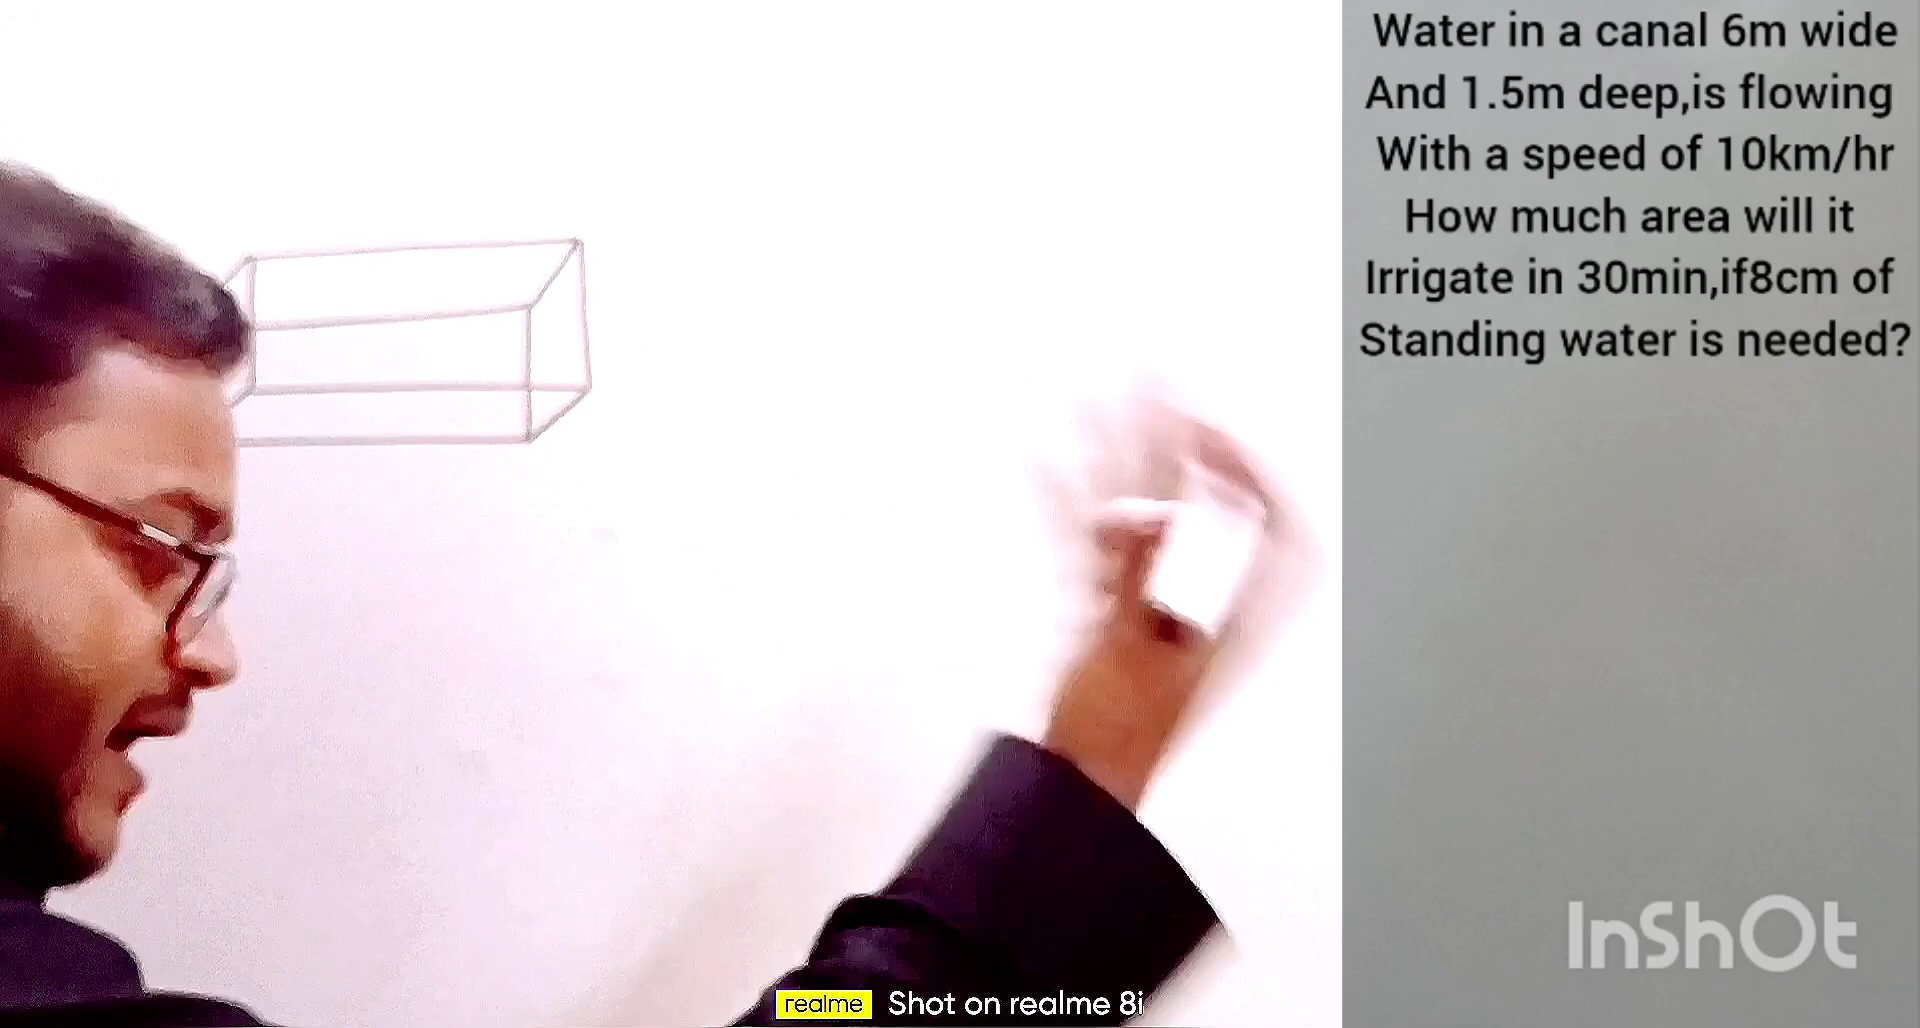 Water in a canal 6m wide
And 1.5m deep,is flowing
With a speed of 10km/hr
How much area will it
Irrigate in 30min,if8cm of
Standing water is needed?
InShOt
realme Shot on realme 8i